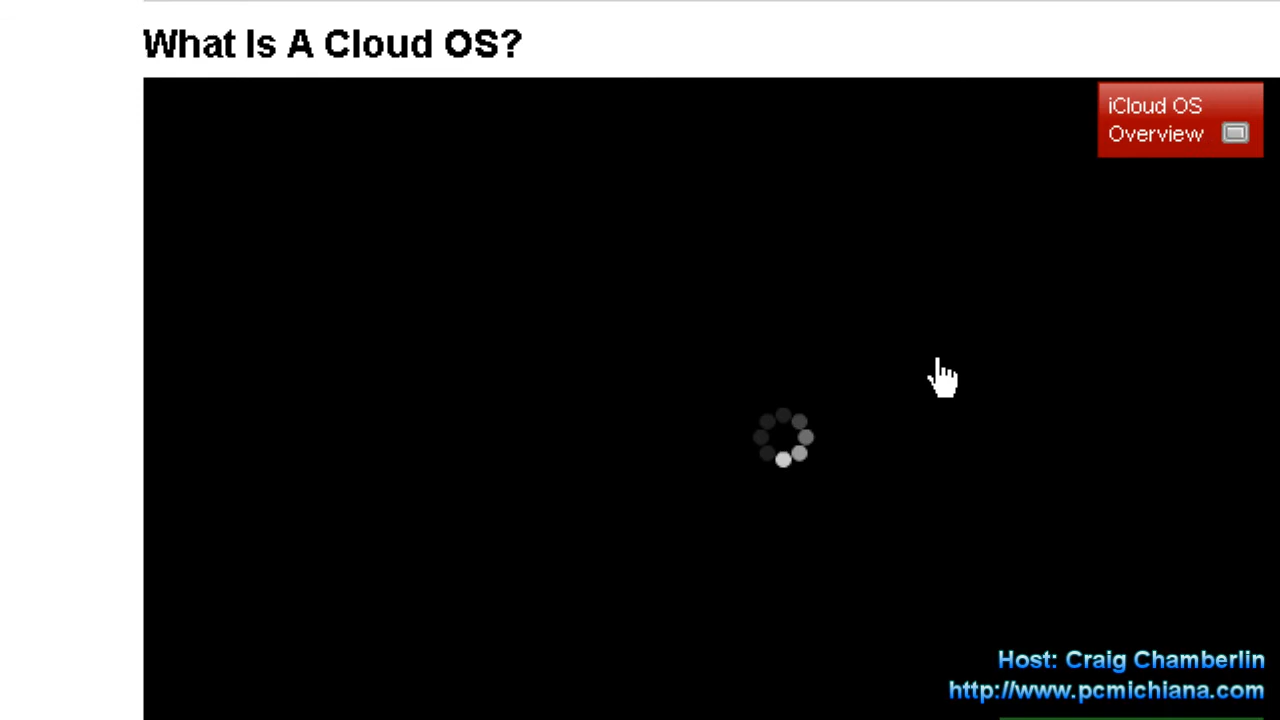 What Is A Cloud OS?
iCloud OS
Overview
Host: Craig Chamberlin
http://www.pcmichiana.com